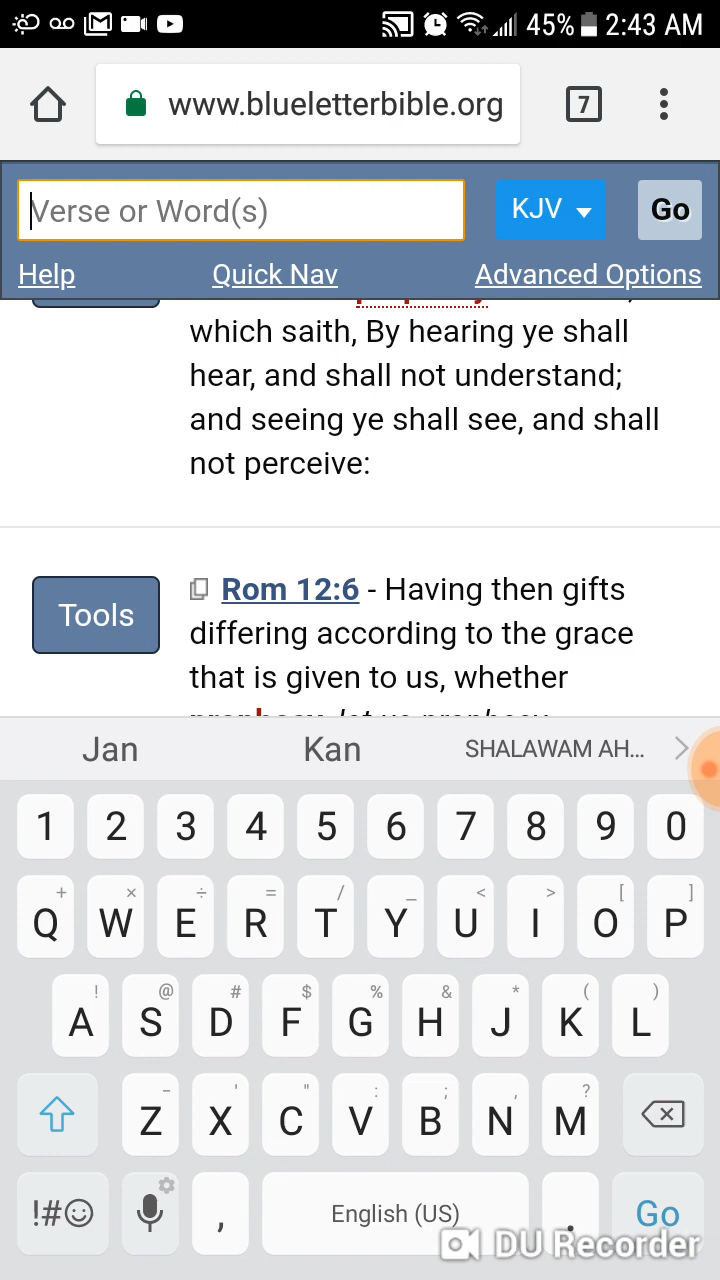 45% 2:43 AM
www.blueletterbible.org 7
Verse or Word(s) KJV Go
Help Quick Nav Advanced Options
which saith, By hearing ye shall
hear, and shall not understand;
and seeing ye shall see, and shall
not perceive:
Tools Rom 12:6 - Having then gifts
differing according to the grace
that is given to us, whether
Jan Kan SHALAWAM AH...
1 2 3 4 5 6 7 8 9 0
+ × ÷ = / _ < > [ ]
Q W E R T Y U I O P
! @ # $ % & * ( )
A S D F G H J K L
- ' " : ; , ?
Z X C V B N M
!#☺ , English (US) . Go
DU Recorder